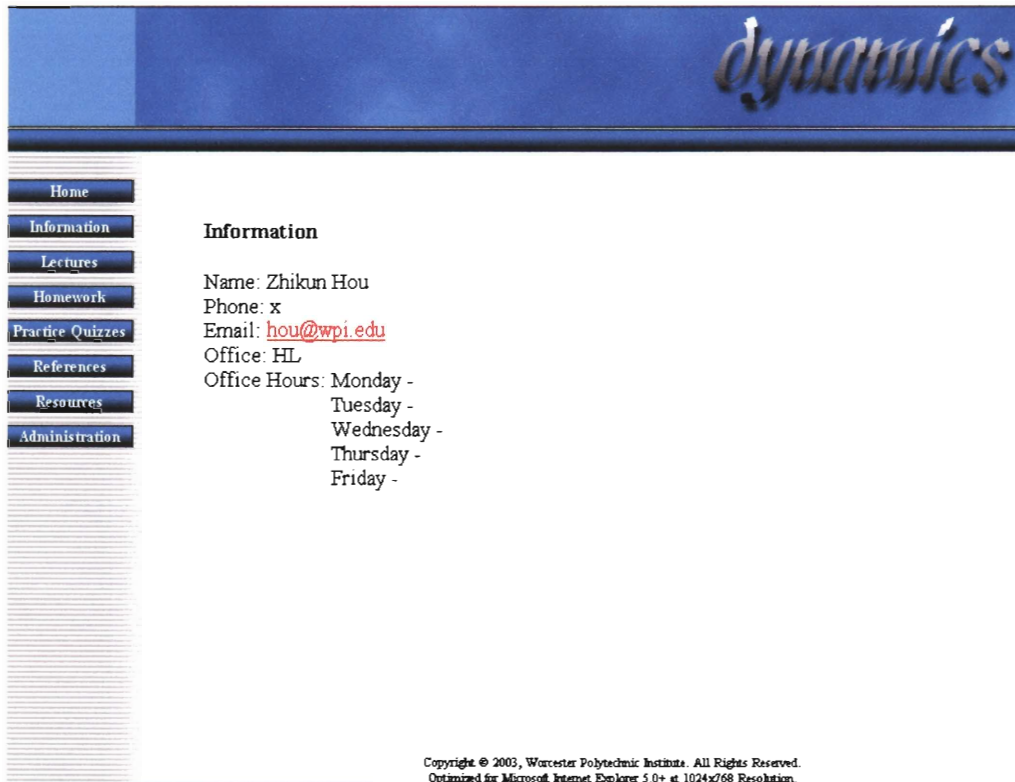 dynamics
Home
Information
Lectures
Homework
Practice Quizzes
References
Resources
Administration
Information
Name: Zhikun Hou
Phone: x
Email: hou@wpi.edu
Office: HL
Office Hours: Monday -
Tuesday -
Wednesday -
Thursday -
Friday -
Copyright © 2003, Worcester Polytechnic Institute. All Rights Reserved.
Optimized for Microsoft Internet Explorer 5.0+ at 1024x768 Resolution.